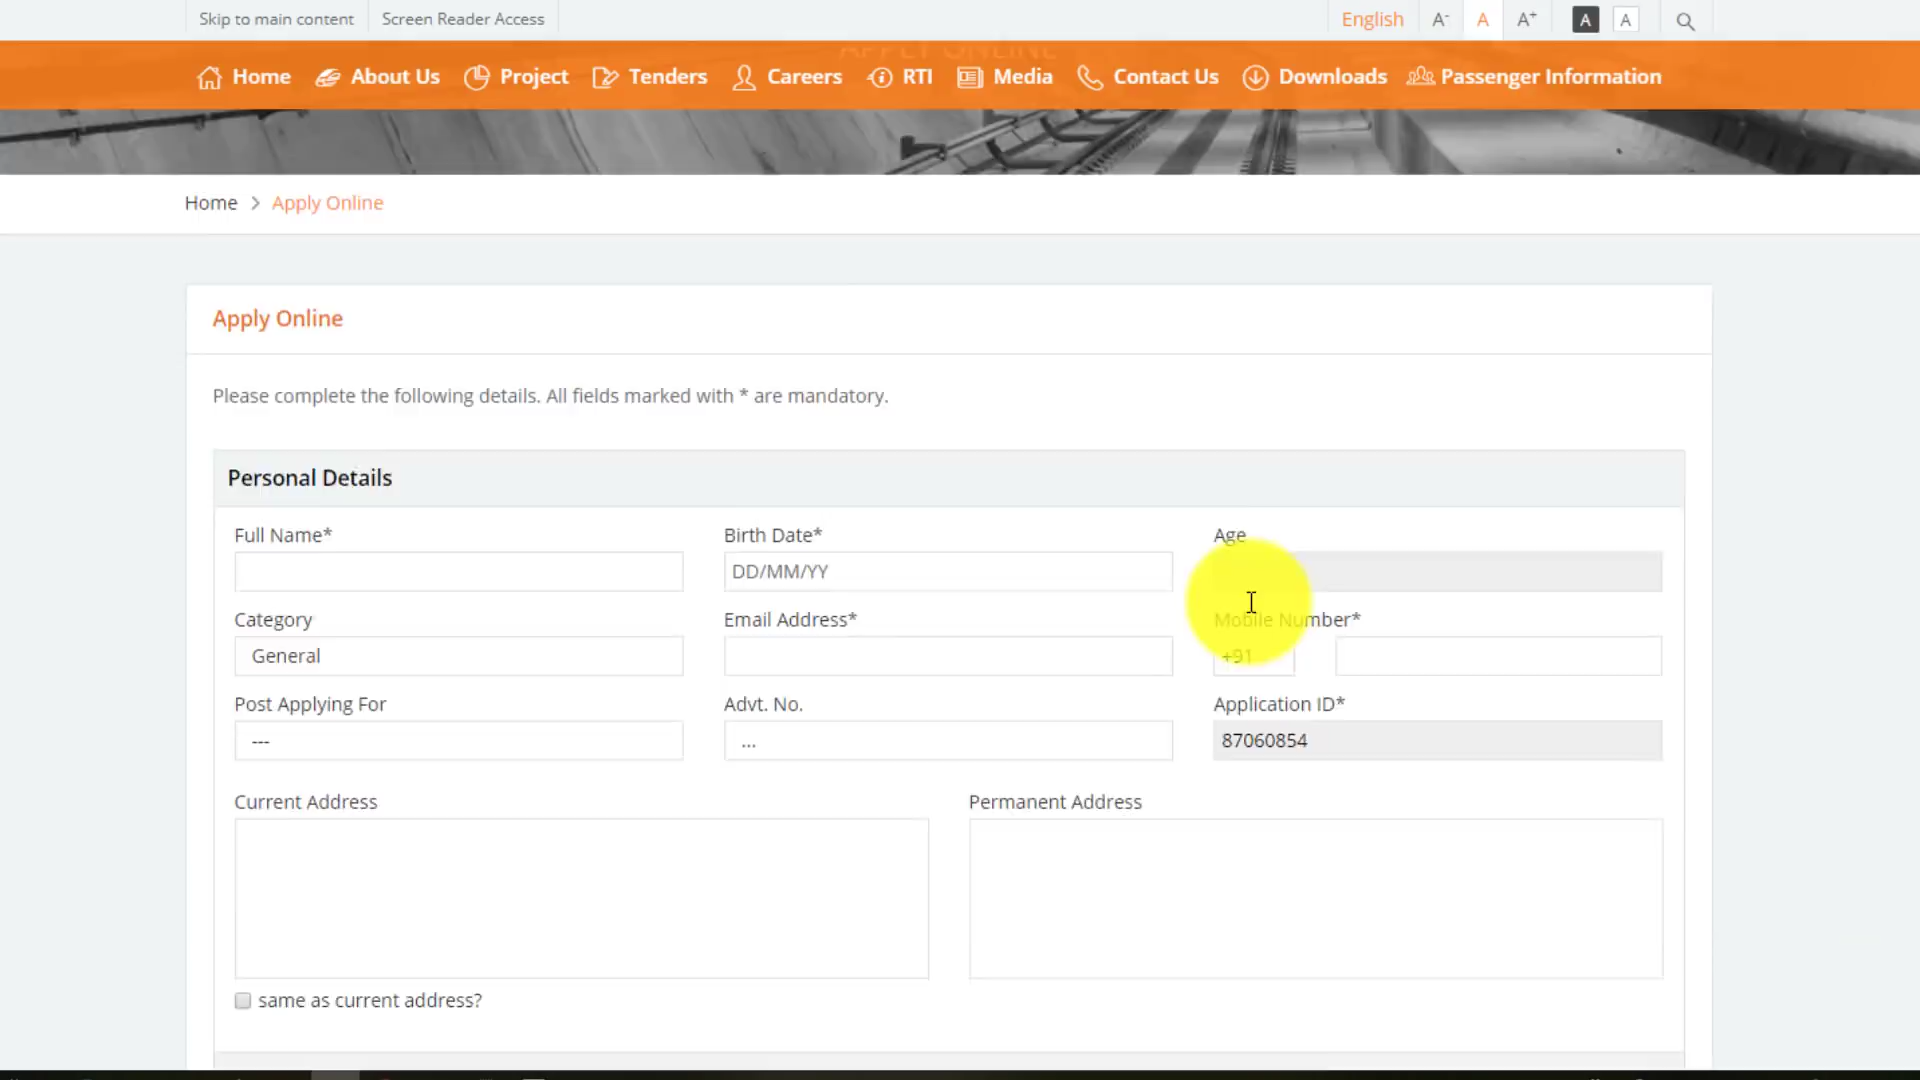 Skip to main content Screen Reader Access English A- A A+ A A
APPLY ONLINE
Home About Us Project Tenders Careers RTI Media Contact Us Downloads Passenger Information
Home > Apply Online
Apply Online
Please complete the following details. All fields marked with * are mandatory.
Personal Details
Full Name* Birth Date* Age
DD/MM/YY
Category Email Address* Mobile Number*
General +91
Post Applying For Advt. No. Application ID*
--- ... 87060854
Current Address Permanent Address
same as current address?